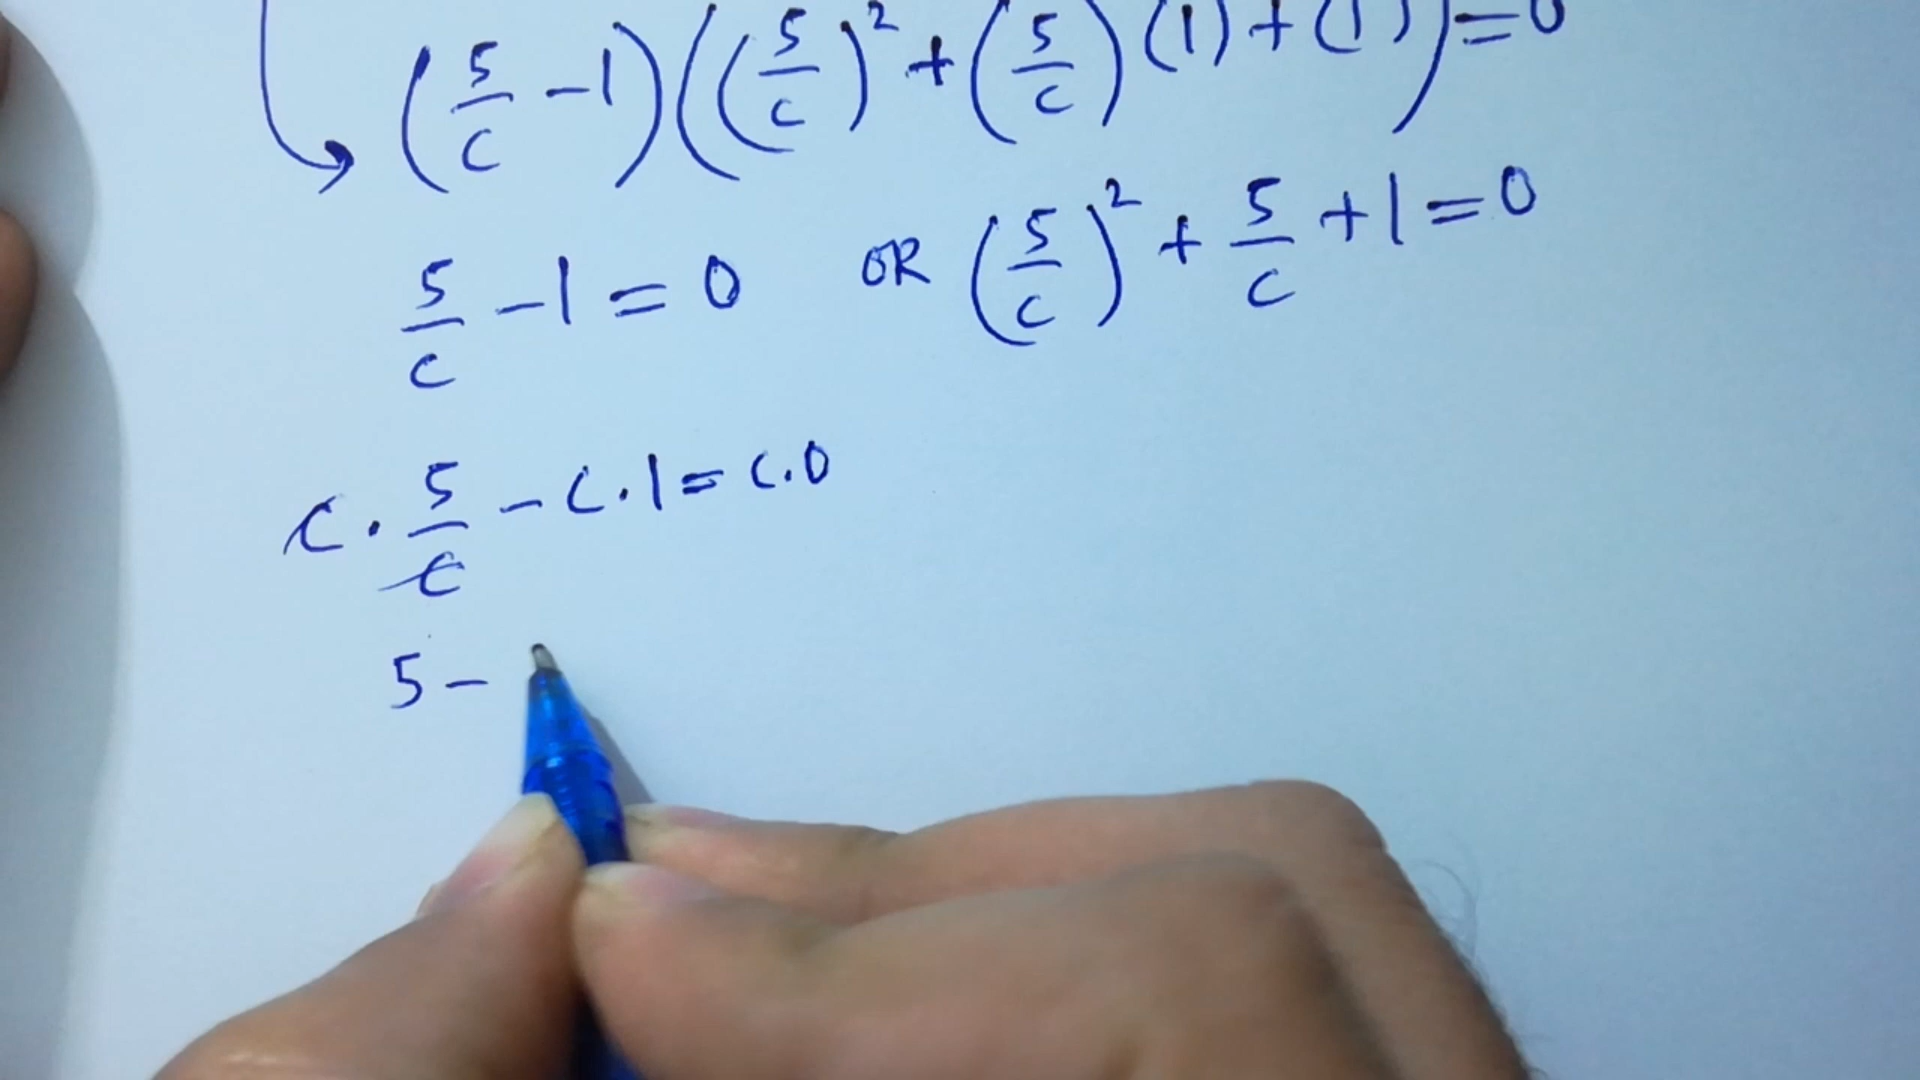 (5/c - 1)((5/c)² + (5/c)(1) + (1)) = 0
5/c - 1 = 0 OR (5/c)² + 5/c + 1 = 0
c · 5/c - c · 1 = c . 0
5 -